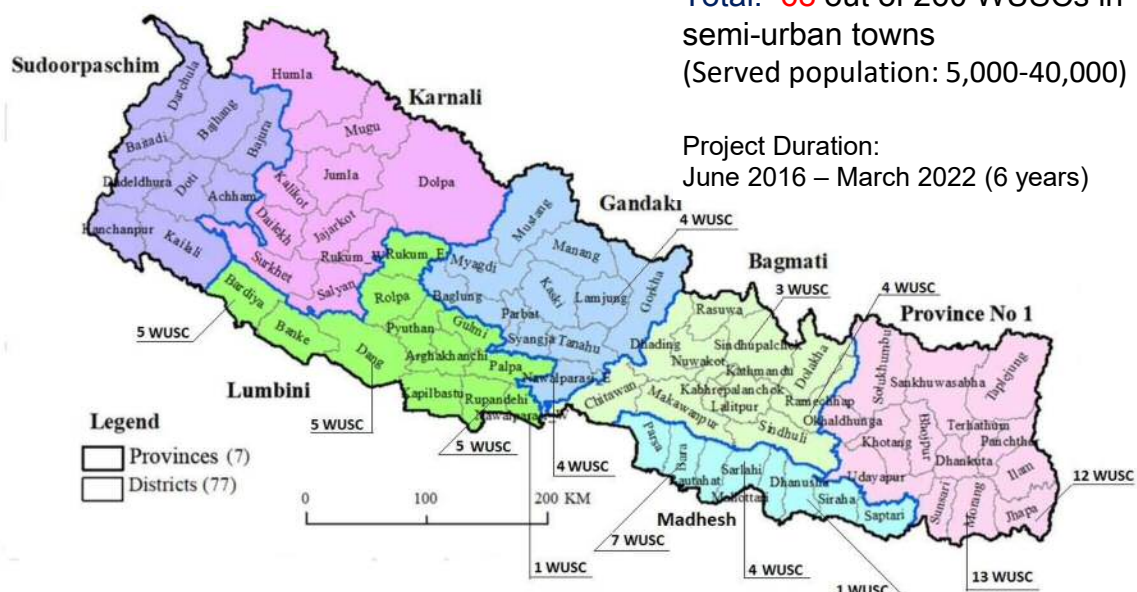 semi-urban towns
(Served population: 5,000-40,000)
Project Duration:
June 2016 – March 2022 (6 years)
Sudoorpaschim
Darchula
Bajhang
Bajura
Baitadi
Dadeldhura
Doti
Achham
Kanchanpur
Kailali
Karnali
Humla
Mugu
Jumla
Dolpa
Kalikot
Dailekh
Jajarkot
Surkhet
Salyan
Gandaki
4 WUSC
Mustang
Manang
Myagdi
Kaski
Lamjung
Gorkha
Baglung
Parbat
Syangja
Tanahu
Nawalparasi_E
Lumbini
Rukum_E
Rolpa
Pyuthan
Gulmi
Arghakhanchi
Palpa
Bardiya
Banke
Dang
Kapilbastu
Rupandehi
5 WUSC
5 WUSC
5 WUSC
4 WUSC
1 WUSC
Bagmati
3 WUSC
4 WUSC
Rasuwa
Sindhupalchok
Dhading
Nuwakot
Kathmandu
Dolakha
Kabhrepalanchok
Ramechhap
Chitawan
Makawanpur
Lalitpur
Sindhuli
Province No 1
Solukhumbu
Sankhuwasabha
Taplejung
Okhaldhunga
Khotang
Bhojpur
Terhathum
Panchthe
Dhankuta
Ilam
Udayapur
Sunsari
Morang
Jhapa
12 WUSC
13 WUSC
Madhesh
Parsa
Bara
Sarlahi
Dhanusha
Siraha
Saptari
7 WUSC
4 WUSC
1 WUSC
Legend
Provinces (7)
Districts (77)
0 100 200 KM